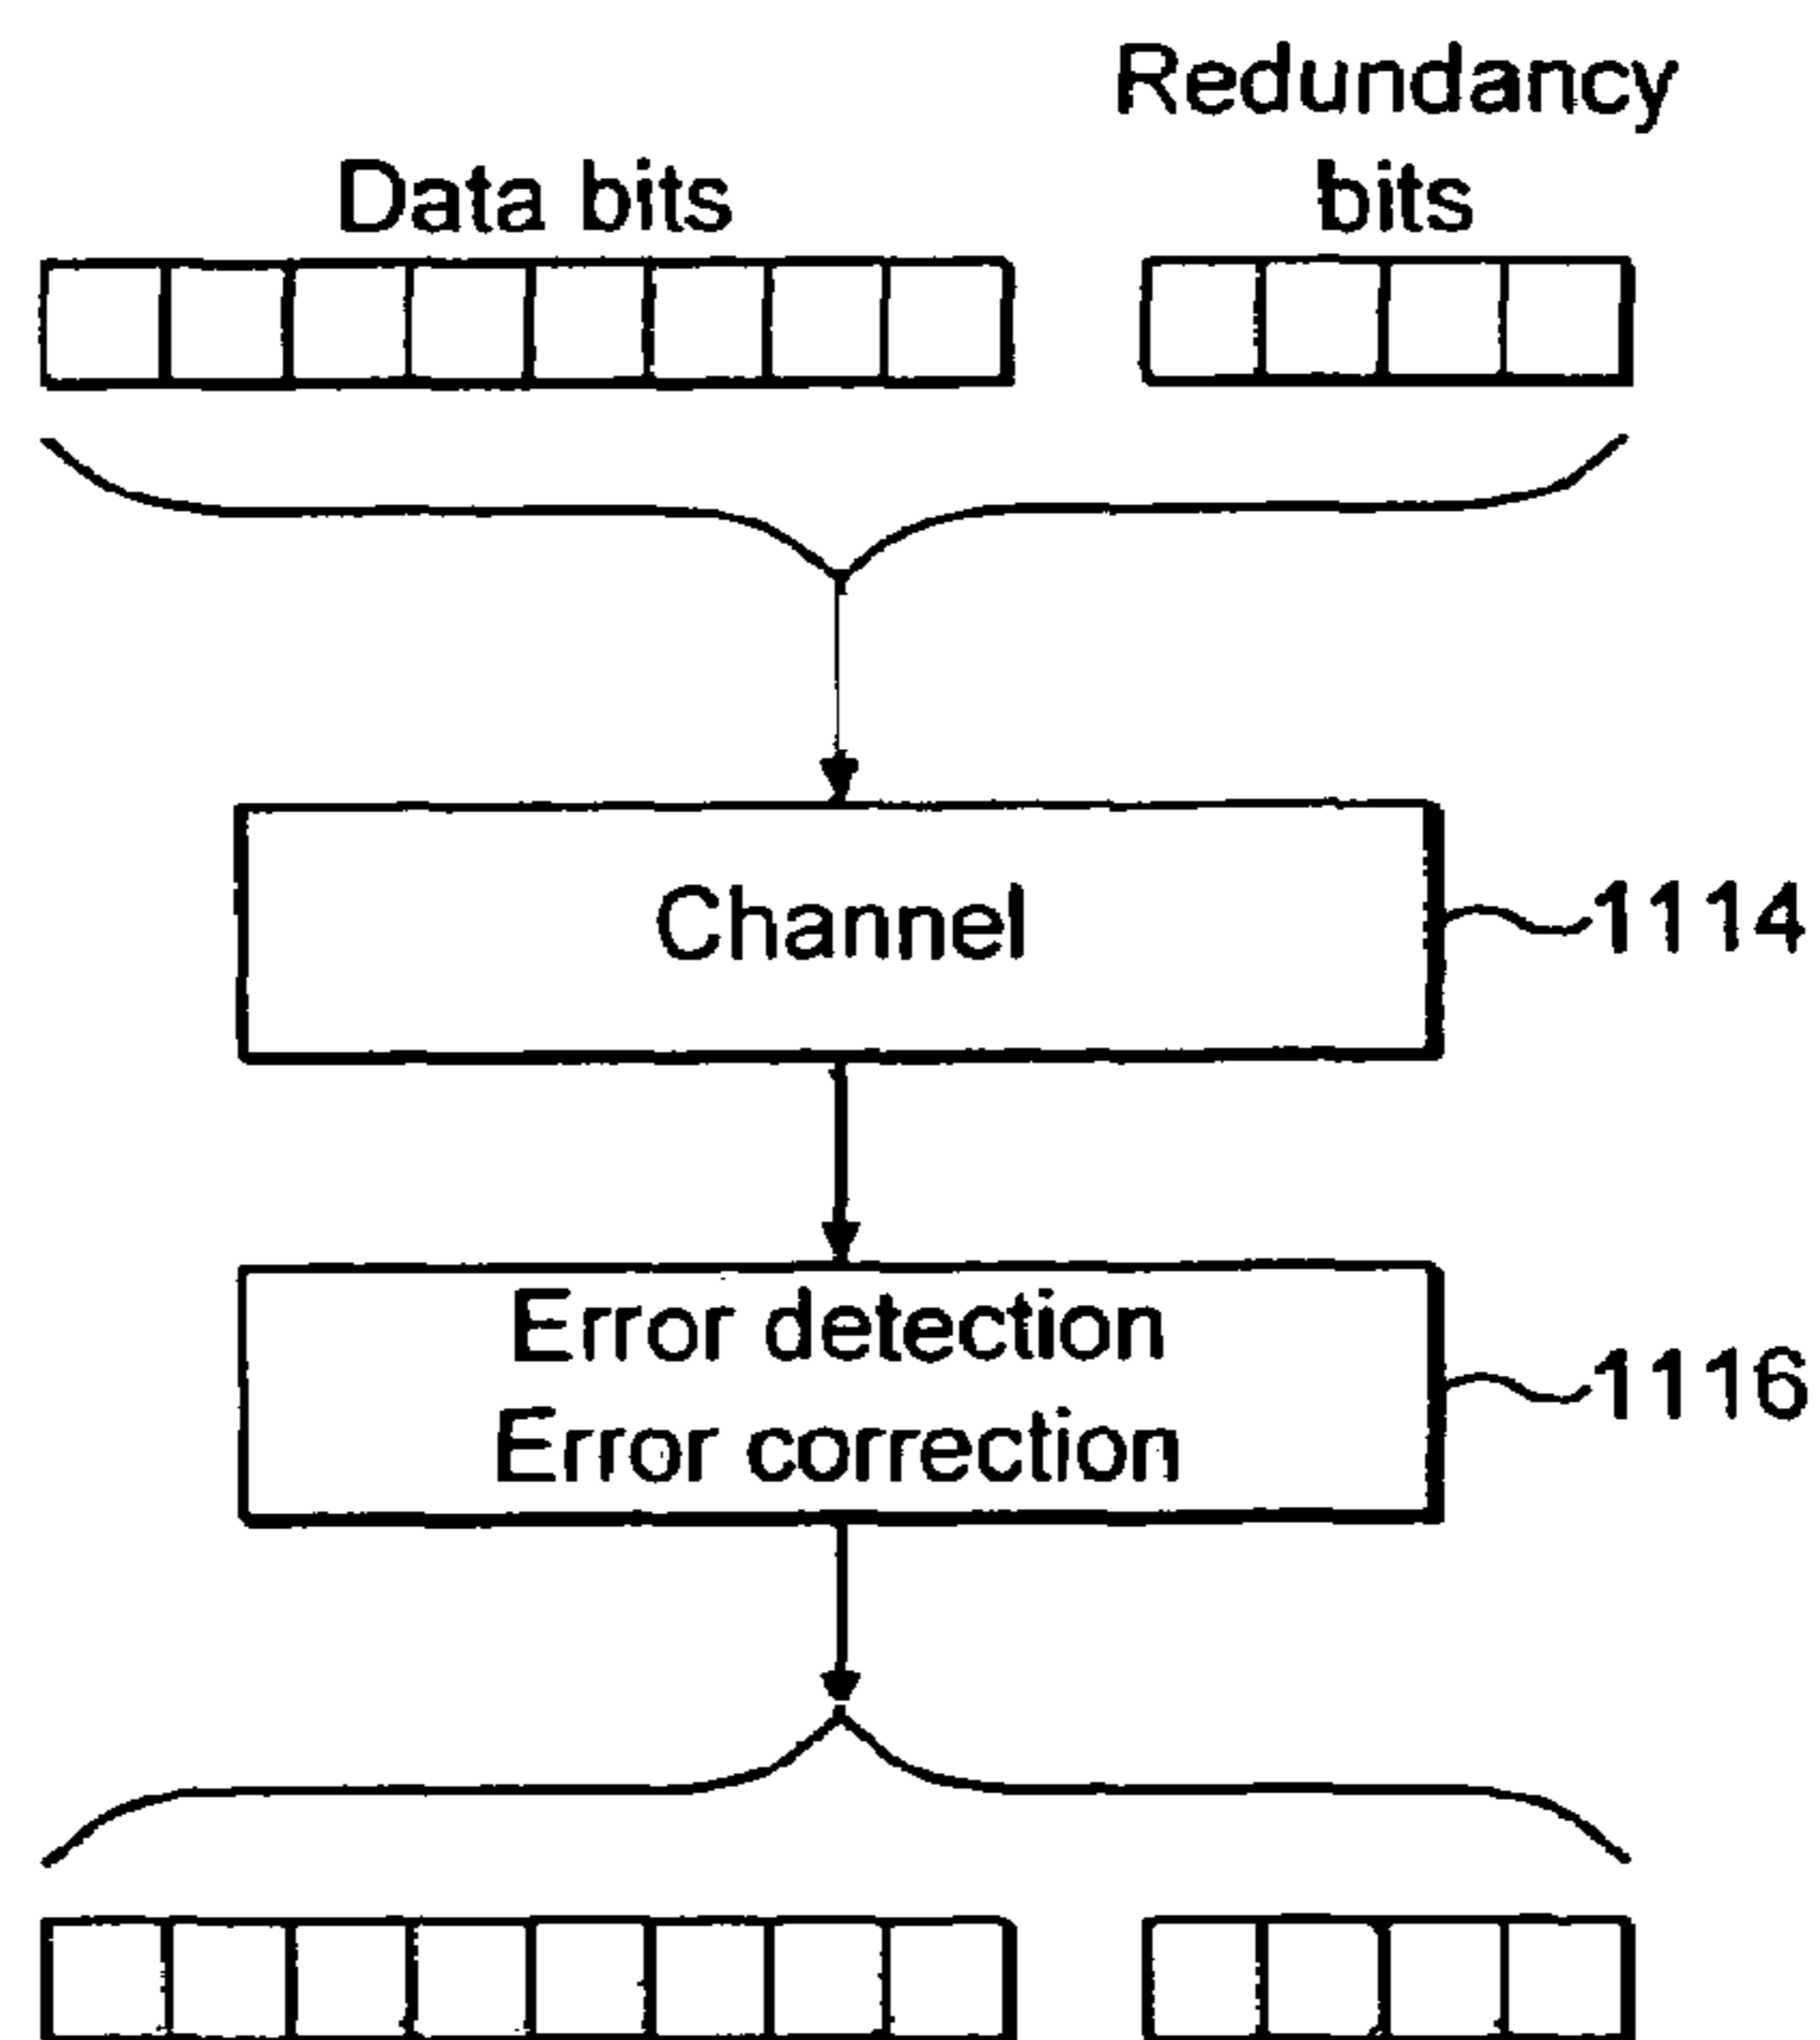 Redundancy
Data bits
bits
Channel
1114
Error detection
Error correction
1116